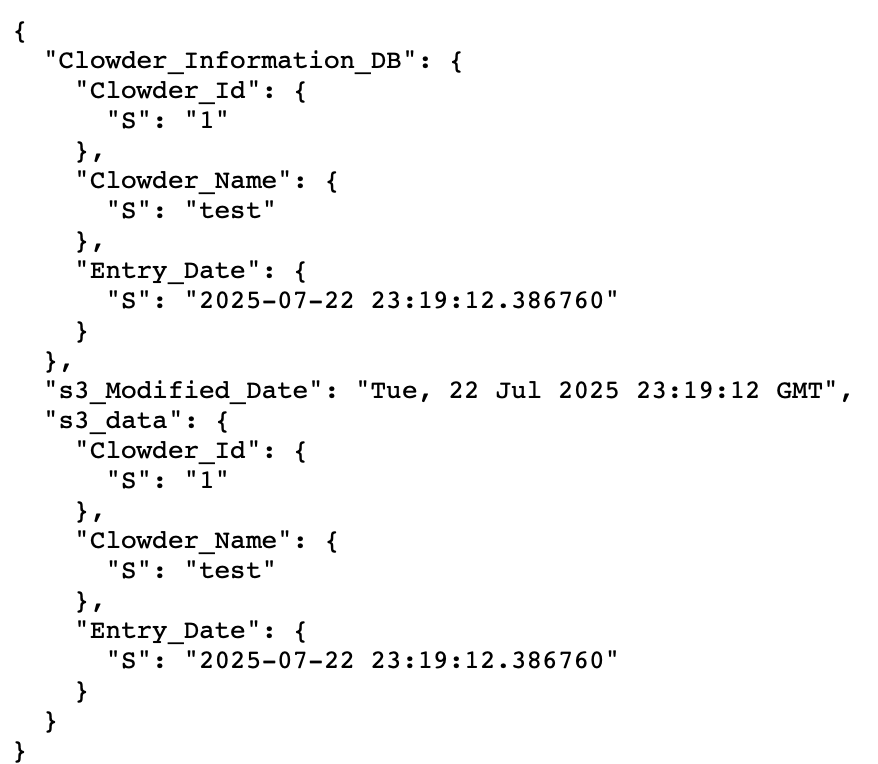 {
  "Clowder_Information_DB": {
    "Clowder_Id": {
      "S": "1"
    },
    "Clowder_Name": {
      "S": "test"
    },
    "Entry_Date": {
      "S": "2025-07-22 23:19:12.386760"
    }
  },
  "s3_Modified_Date": "Tue, 22 Jul 2025 23:19:12 GMT",
  "s3_data": {
    "Clowder_Id": {
      "S": "1"
    },
    "Clowder_Name": {
      "S": "test"
    },
    "Entry_Date": {
      "S": "2025-07-22 23:19:12.386760"
    }
  }
}